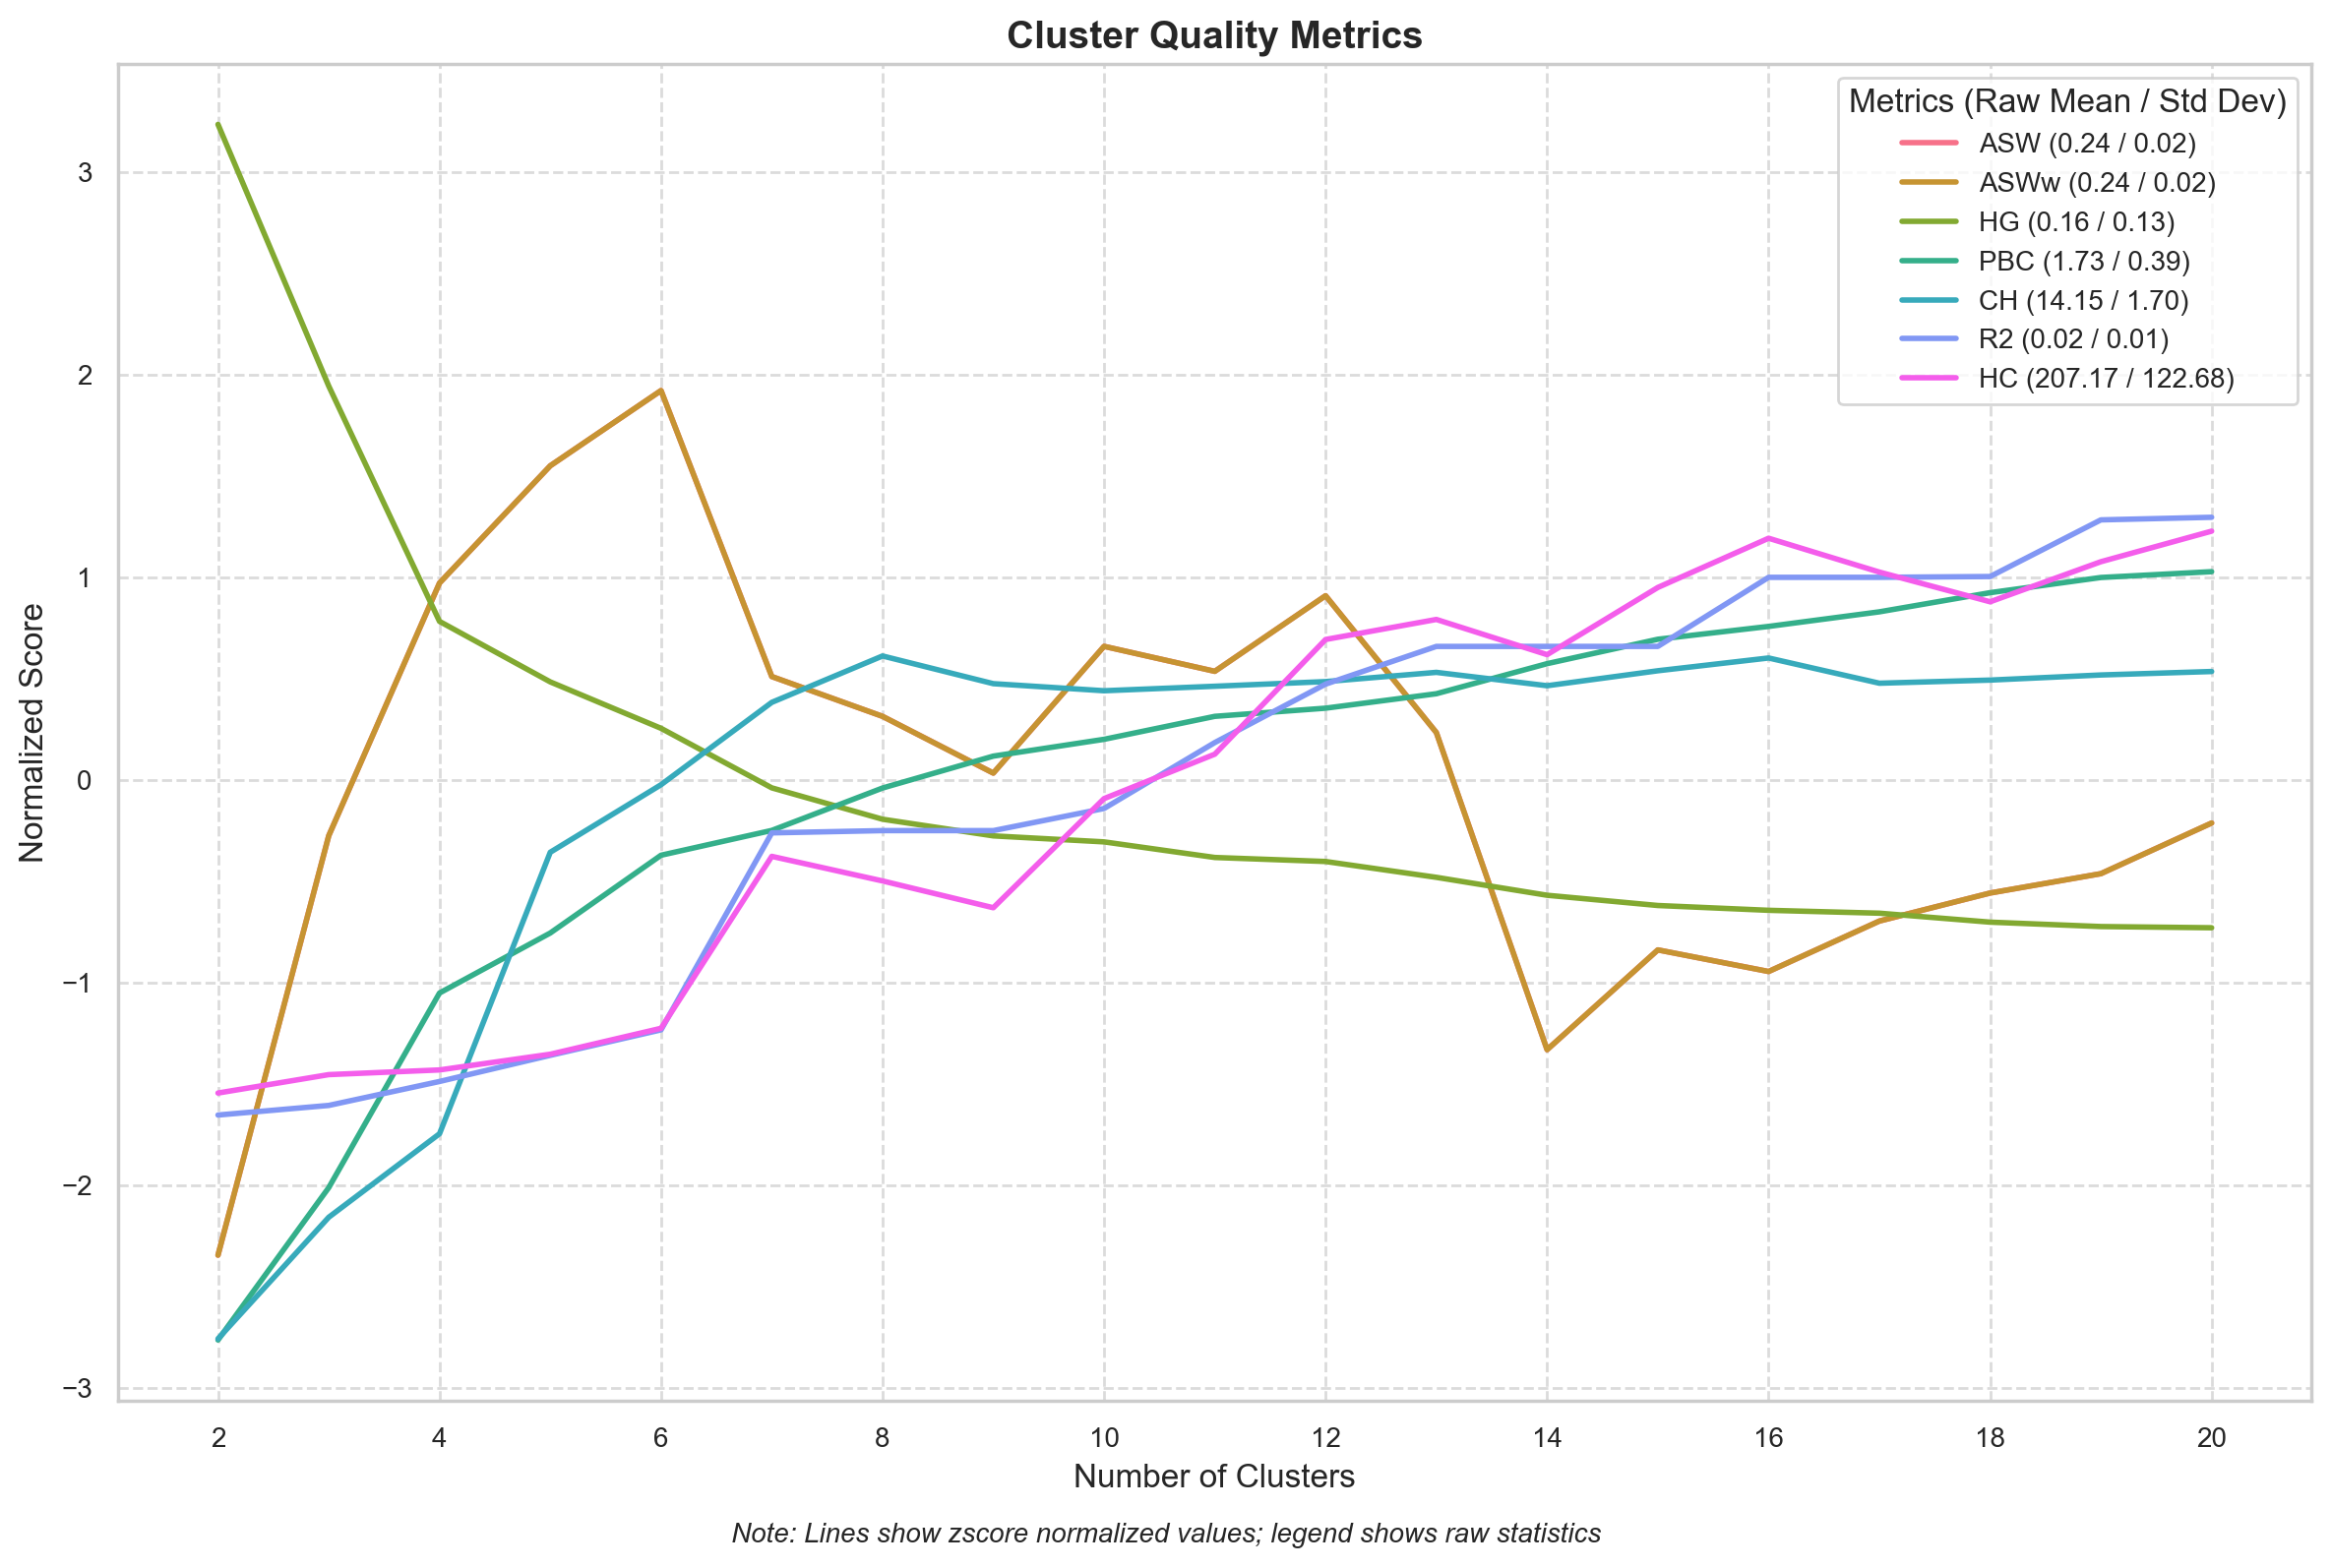 Cluster Quality Metrics
Metrics (Raw Mean / Std Dev)
ASW (0.24 / 0.02)
ASWw (0.24 / 0.02)
HG (0.16 / 0.13)
PBC (1.73 / 0.39)
CH (14.15 / 1.70)
R2 (0.02 / 0.01)
HC (207.17 / 122.68)
Normalized Score
3
2
1
0
−1
−2
−3
2 4 6 8 10 12 14 16 18 20
Number of Clusters
Note: Lines show zscore normalized values; legend shows raw statistics